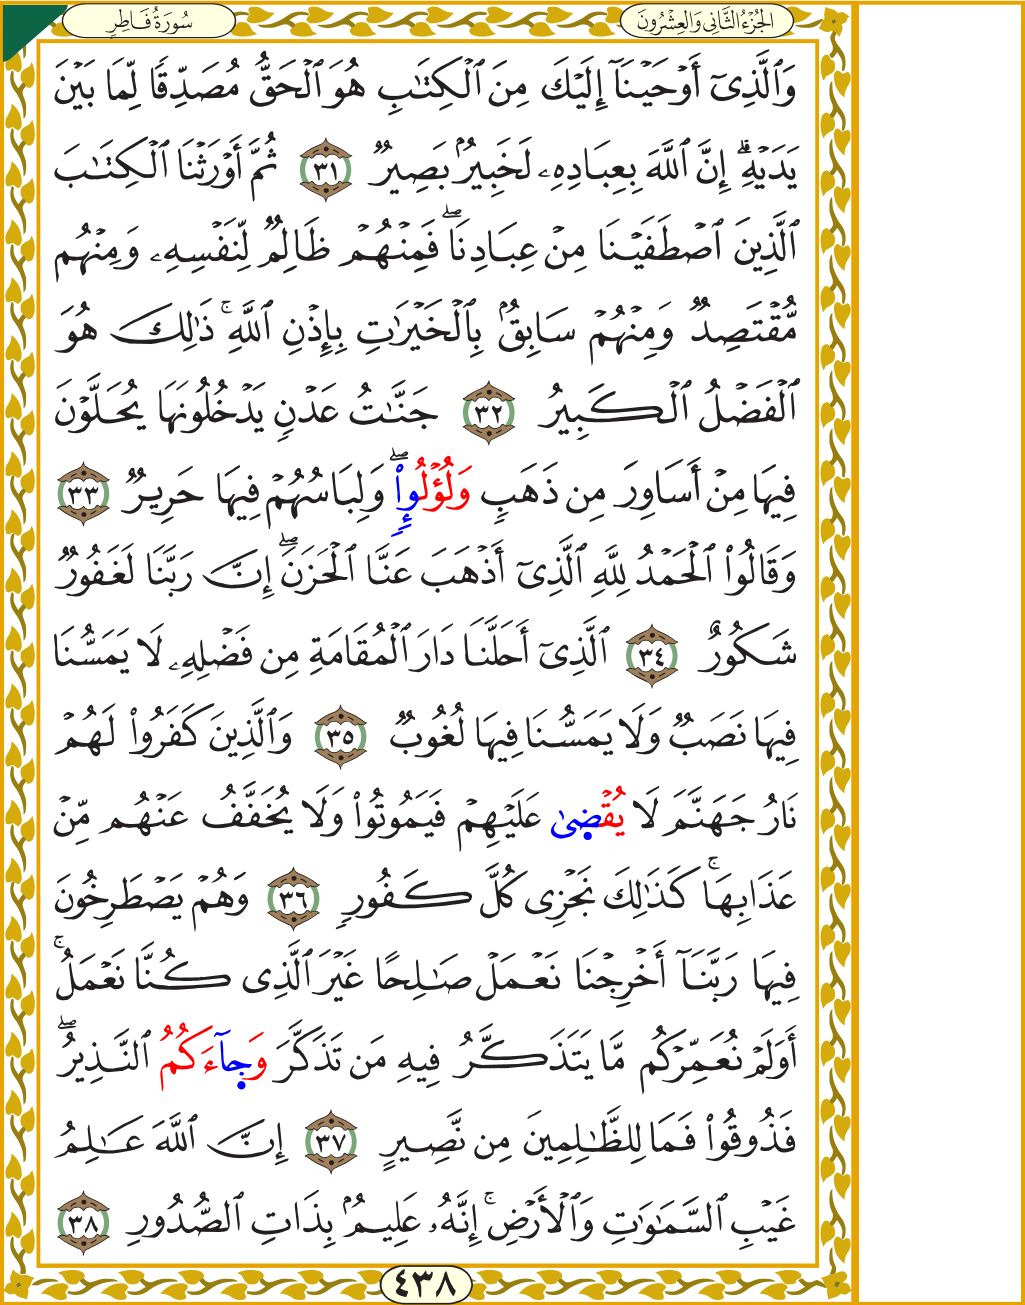 سُورَةُ فَاطِرٍ
الجُزْءُ الثَّانِي وَالعِشْرُونَ
وَٱلَّذِىٓ أَوۡحَيۡنَآ إِلَيۡكَ مِنَ ٱلۡكِتَٰبِ هُوَ ٱلۡحَقُّ مُصَدِّقٗا لِّمَا بَيۡنَ
يَدَيۡهِۗ إِنَّ ٱللَّهَ بِعِبَادِهِۦ لَخَبِيرُۢ بَصِيرٞ ٣١ ثُمَّ أَوۡرَثۡنَا ٱلۡكِتَٰبَ
ٱلَّذِينَ ٱصۡطَفَيۡنَا مِنۡ عِبَادِنَاۖ فَمِنۡهُمۡ ظَالِمٞ لِّنَفۡسِهِۦ وَمِنۡهُم
مُّقۡتَصِدٞ وَمِنۡهُمۡ سَابِقُۢ بِٱلۡخَيۡرَٰتِ بِإِذۡنِ ٱللَّهِۚ ذَٰلِكَ هُوَ
ٱلۡفَضۡلُ ٱلۡكَبِيرُ ٣٢ جَنَّٰتُ عَدۡنٖ يَدۡخُلُونَهَا يُحَلَّوۡنَ
فِيهَا مِنۡ أَسَاوِرَ مِن ذَهَبٖ وَلُؤۡلُوإٖۖ وَلِبَاسُهُمۡ فِيهَا حَرِيرٞ ٣٣
وَقَالُواْ ٱلۡحَمۡدُ لِلَّهِ ٱلَّذِىٓ أَذۡهَبَ عَنَّا ٱلۡحَزَنَۖ إِنَّ رَبَّنَا لَغَفُورٞ
شَكُورٌ ٣٤ ٱلَّذِىٓ أَحَلَّنَا دَارَ ٱلۡمُقَامَةِ مِن فَضۡلِهِۦ لَا يَمَسُّنَا
فِيهَا نَصَبٞ وَلَا يَمَسُّنَا فِيهَا لُغُوبٞ ٣٥ وَٱلَّذِينَ كَفَرُواْ لَهُمۡ
نَارُ جَهَنَّمَ لَا يُقۡضَىٰ عَلَيۡهِمۡ فَيَمُوتُواْ وَلَا يُخَفَّفُ عَنۡهُم مِّنۡ
عَذَابِهَاۚ كَذَٰلِكَ نَجۡزِى كُلَّ كَفُورٖ ٣٦ وَهُمۡ يَصۡطَرِخُونَ
فِيهَا رَبَّنَآ أَخۡرِجۡنَا نَعۡمَلۡ صَٰلِحًا غَيۡرَ ٱلَّذِى كُنَّا نَعۡمَلُۚ
أَوَلَمۡ نُعَمِّرۡكُم مَّا يَتَذَكَّرُ فِيهِ مَن تَذَكَّرَ وَجَآءَكُمُ ٱلنَّذِيرُۖ
فَذُوقُواْ فَمَا لِلظَّٰلِمِينَ مِن نَّصِيرٍ ٣٧ إِنَّ ٱللَّهَ عَٰلِمُ
غَيۡبِ ٱلسَّمَٰوَٰتِ وَٱلۡأَرۡضِۚ إِنَّهُۥ عَلِيمُۢ بِذَاتِ ٱلصُّدُورِ ٣٨
٤٣٨